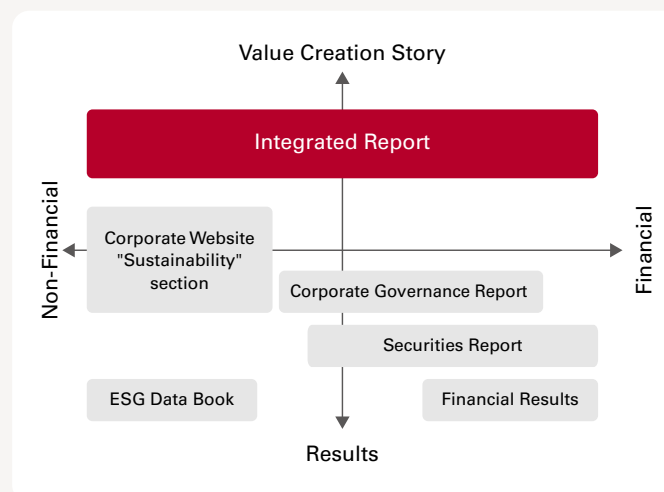 Value Creation Story
Integrated Report
Non-Financial
Financial
Corporate Website
"Sustainability"
section
Corporate Governance Report
Securities Report
ESG Data Book
Financial Results
Results